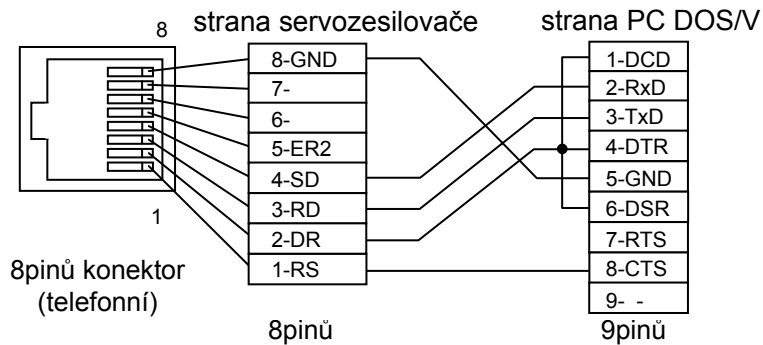 8
strana servozesilovače
strana PC DOS/V
8-GND
7-
6-
5-ER2
4-SD
3-RD
2-DR
1-RS
1-DCD
2-RxD
3-TxD
4-DTR
5-GND
6-DSR
7-RTS
8-CTS
9- -
1
8pinů konektor
(telefonní)
8pinů
9pinů